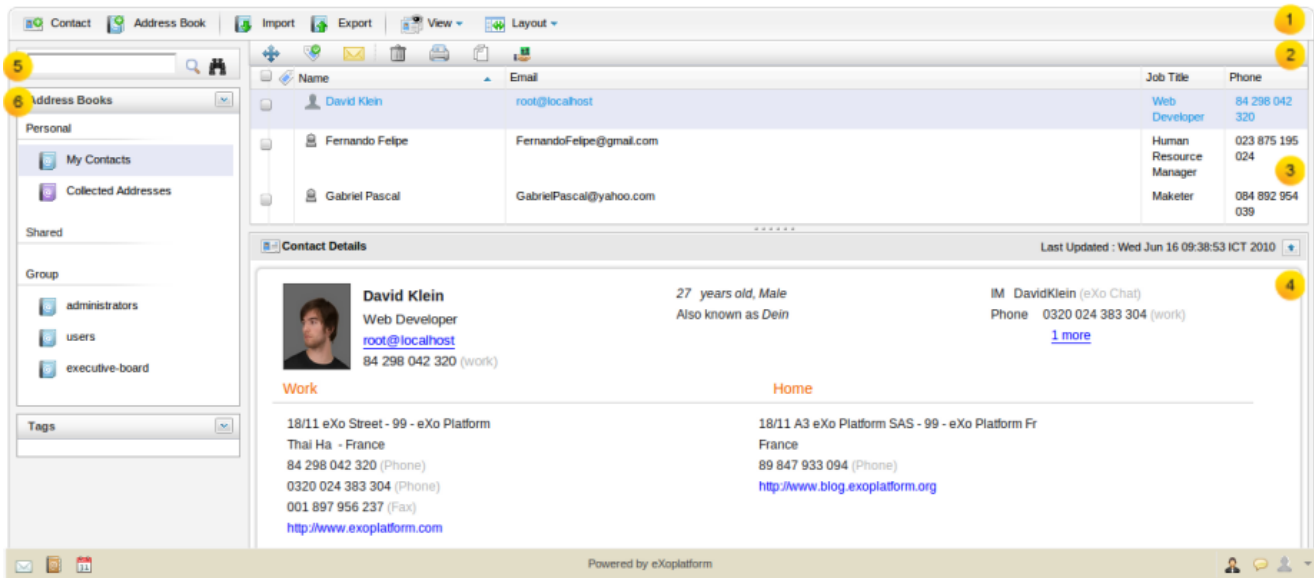 Contact Address Book Import Export View Layout 1
2
5
6 Address Books
Personal
My Contacts
Collected Addresses
Shared
Group
administrators
users
executive-board
Tags
Name Email Job Title Phone
David Klein root@localhost Web Developer 84 298 042 320
Fernando Felipe FernandoFelipe@gmail.com Human Resource Manager 023 875 195 024
3
Gabriel Pascal GabrielPascal@yahoo.com Maketer 084 892 954 039
Contact Details Last Updated : Wed Jun 16 09:38:53 ICT 2010
4
David Klein
Web Developer
root@localhost
84 298 042 320 (work)
27 years old, Male
Also known as Dein
IM DavidKlein (eXo Chat)
Phone 0320 024 383 304 (work)
1 more
Work
18/11 eXo Street - 99 - eXo Platform
Thai Ha - France
84 298 042 320 (Phone)
0320 024 383 304 (Phone)
001 897 956 237 (Fax)
http://www.exoplatform.com
Home
18/11 A3 eXo Platform SAS - 99 - eXo Platform Fr
France
89 847 933 094 (Phone)
http://www.blog.exoplatform.org
11
Powered by eXoplatform